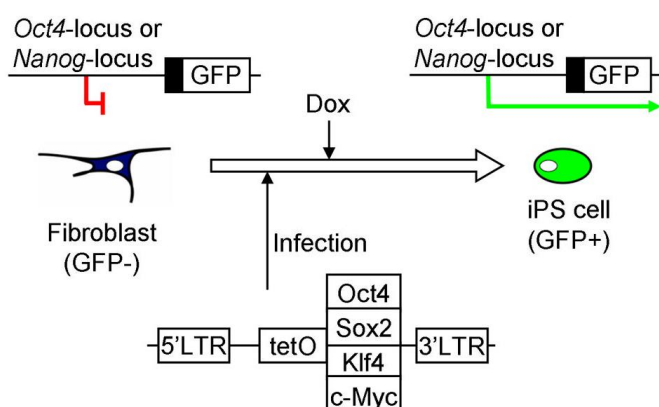 Oct4-locus or
Nanog-locus
GFP
Oct4-locus or
Nanog-locus
GFP
Dox
Fibroblast
(GFP-)
Infection
iPS cell
(GFP+)
5'LTR
tetO
Oct4
Sox2
Klf4
c-Myc
3'LTR